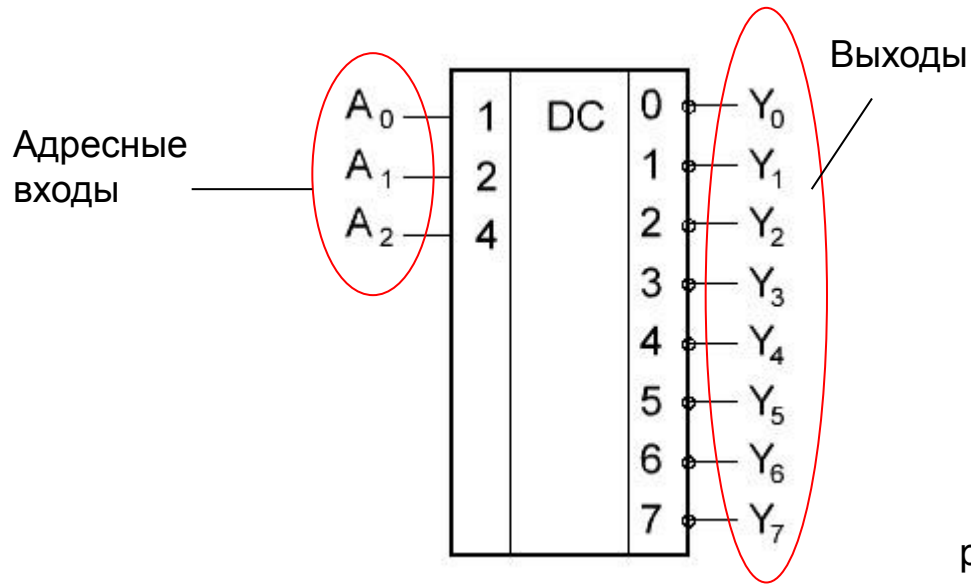 Выходы
Адресные
входы
A0 1 DC 0 Y0
A1 2 1 Y1
A2 4 2 Y2
3 Y3
4 Y4
5 Y5
6 Y6
7 Y7
р